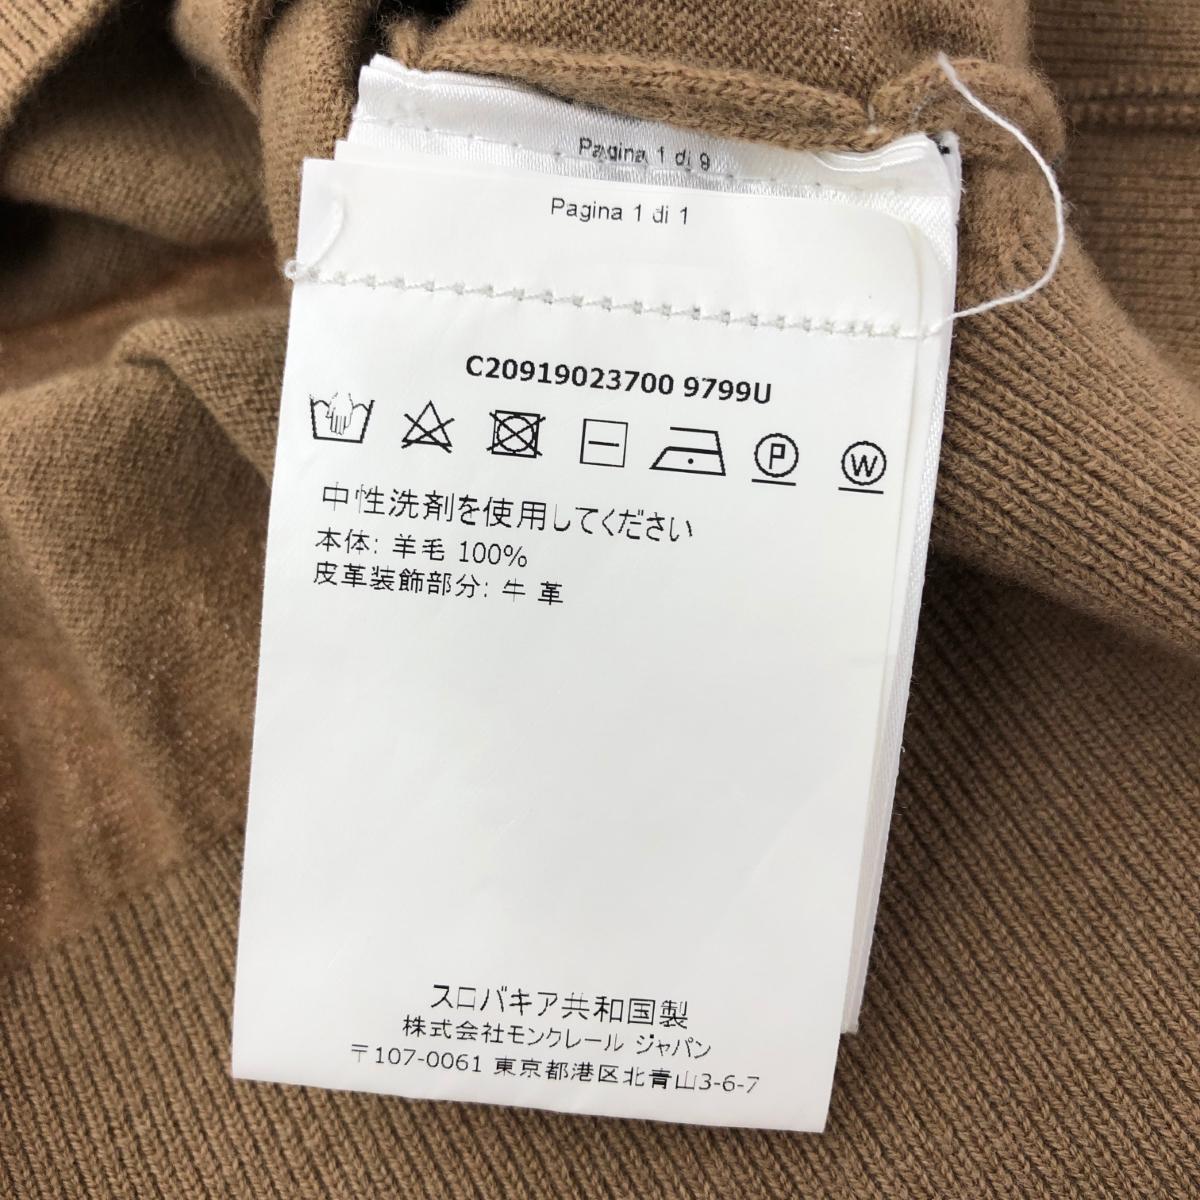 Pagina 1 di 9
Pagina 1 di 1
C20919023700 9799U
P
W
中性洗剤を使用してください
本体: 羊毛 100%
皮革装飾部分: 牛 革
スロバキア共和国製
株式会社モンクレール ジャパン
〒107-0061 東京都港区北青山3-6-7